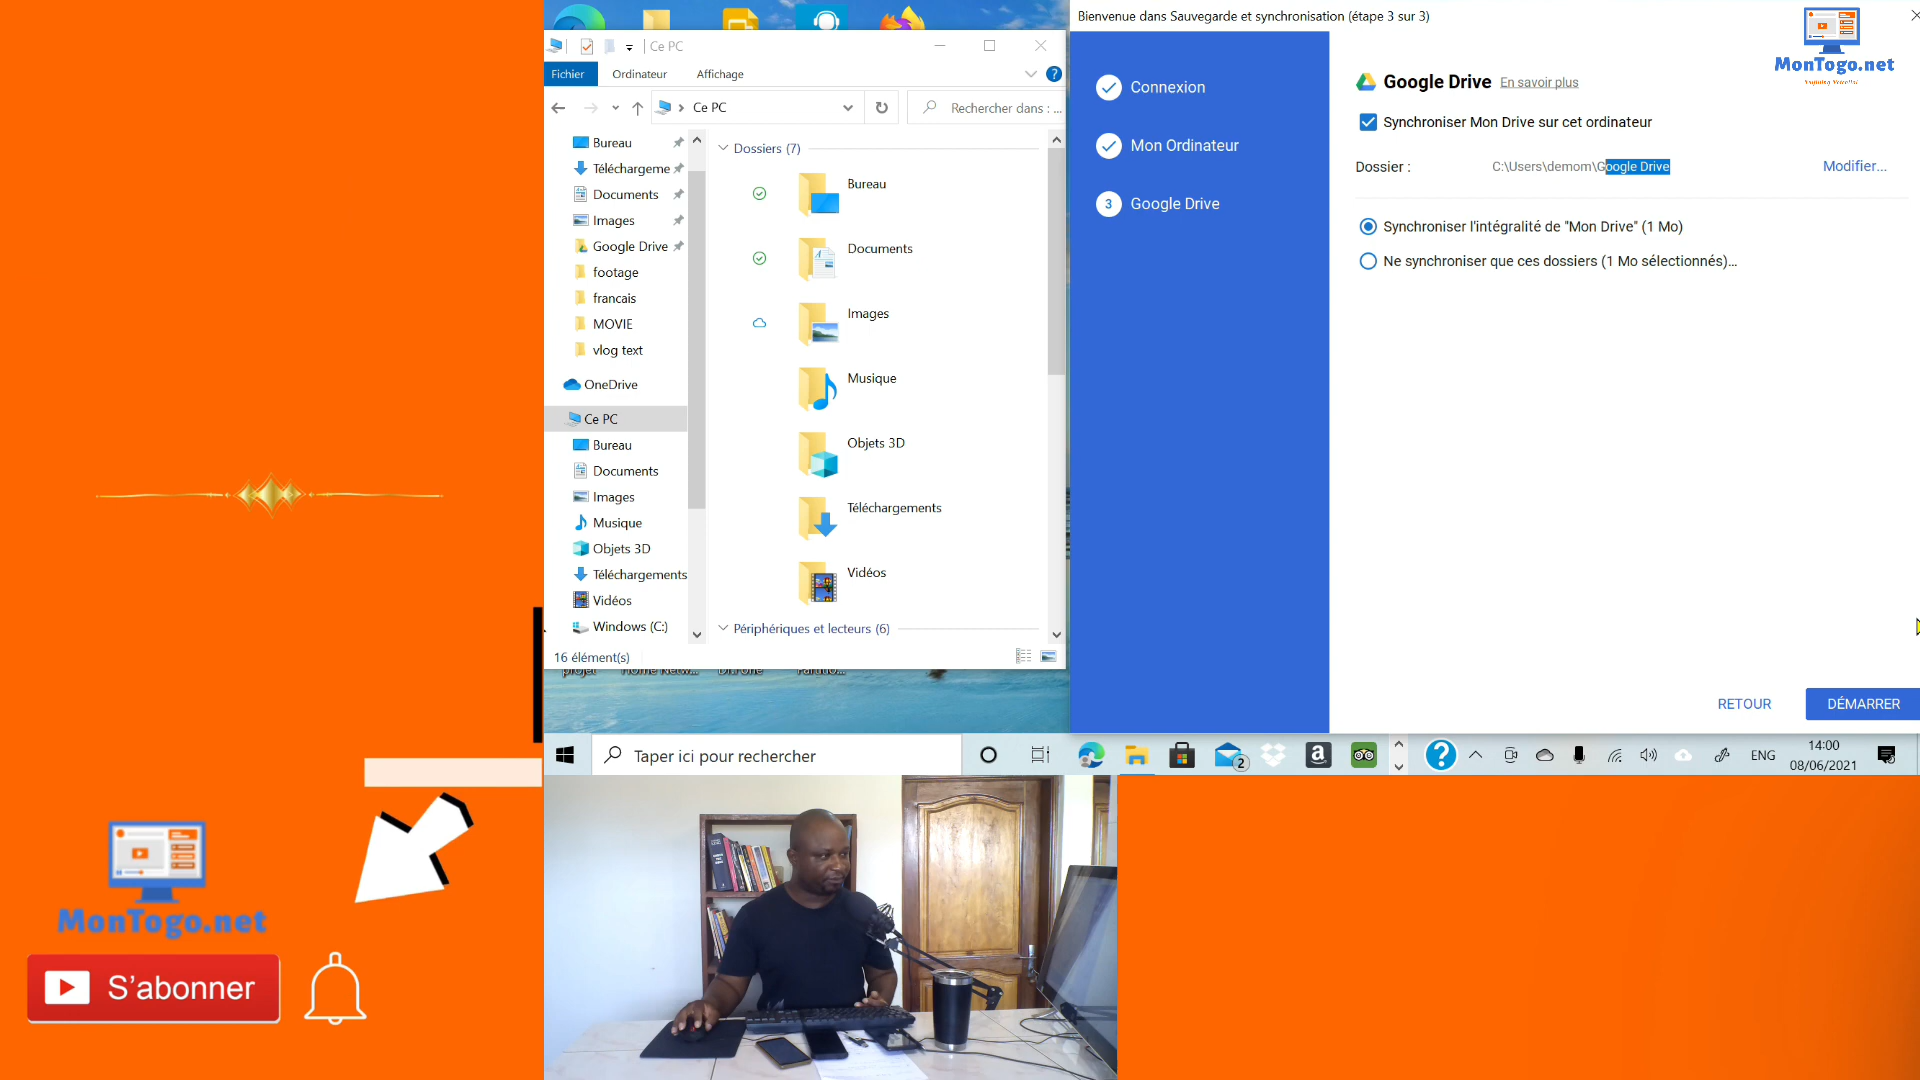 Ce PC
Fichier
Ordinateur
Affichage
Ce PC
Rechercher dans : ...
Bureau
Téléchargeme
Documents
Images
Google Drive
footage
francais
MOVIE
vlog text
OneDrive
Ce PC
Bureau
Documents
Images
Musique
Objets 3D
Téléchargements
Vidéos
Windows (C:)
Dossiers (7)
Bureau
Documents
Images
Musique
Objets 3D
Téléchargements
Vidéos
Périphériques et lecteurs (6)
16 élément(s)
Bienvenue dans Sauvegarde et synchronisation (étape 3 sur 3)
MonTogo.net
Connexion
Mon Ordinateur
3 Google Drive
Google Drive En savoir plus
Synchroniser Mon Drive sur cet ordinateur
Dossier : C:\Users\demom\Google Drive Modifier...
Synchroniser l'intégralité de "Mon Drive" (1 Mo)
Ne synchroniser que ces dossiers (1 Mo sélectionnés)...
RETOUR DÉMARRER
Taper ici pour rechercher
2
ENG
14:00
08/06/2021
MonTogo.net
S'abonner